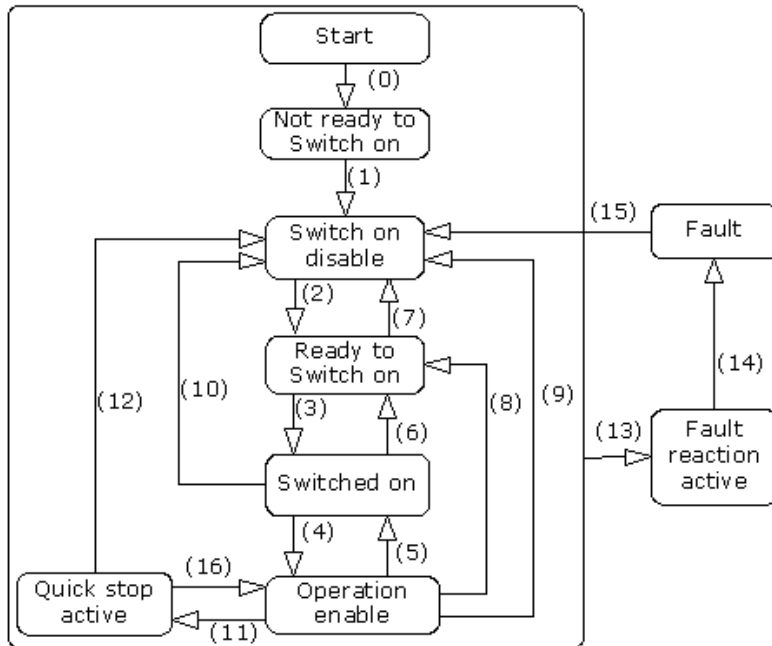 Start
(0)
Not ready to
Switch on
(1)
(15)
Switch on
disable
Fault
(2)
(7)
Ready to
Switch on
(14)
(12)
(10)
(8)
(9)
(3)
(6)
(13)
Fault
reaction
active
Switched on
(4)
(5)
(16)
Quick stop
active
Operation
enable
(11)